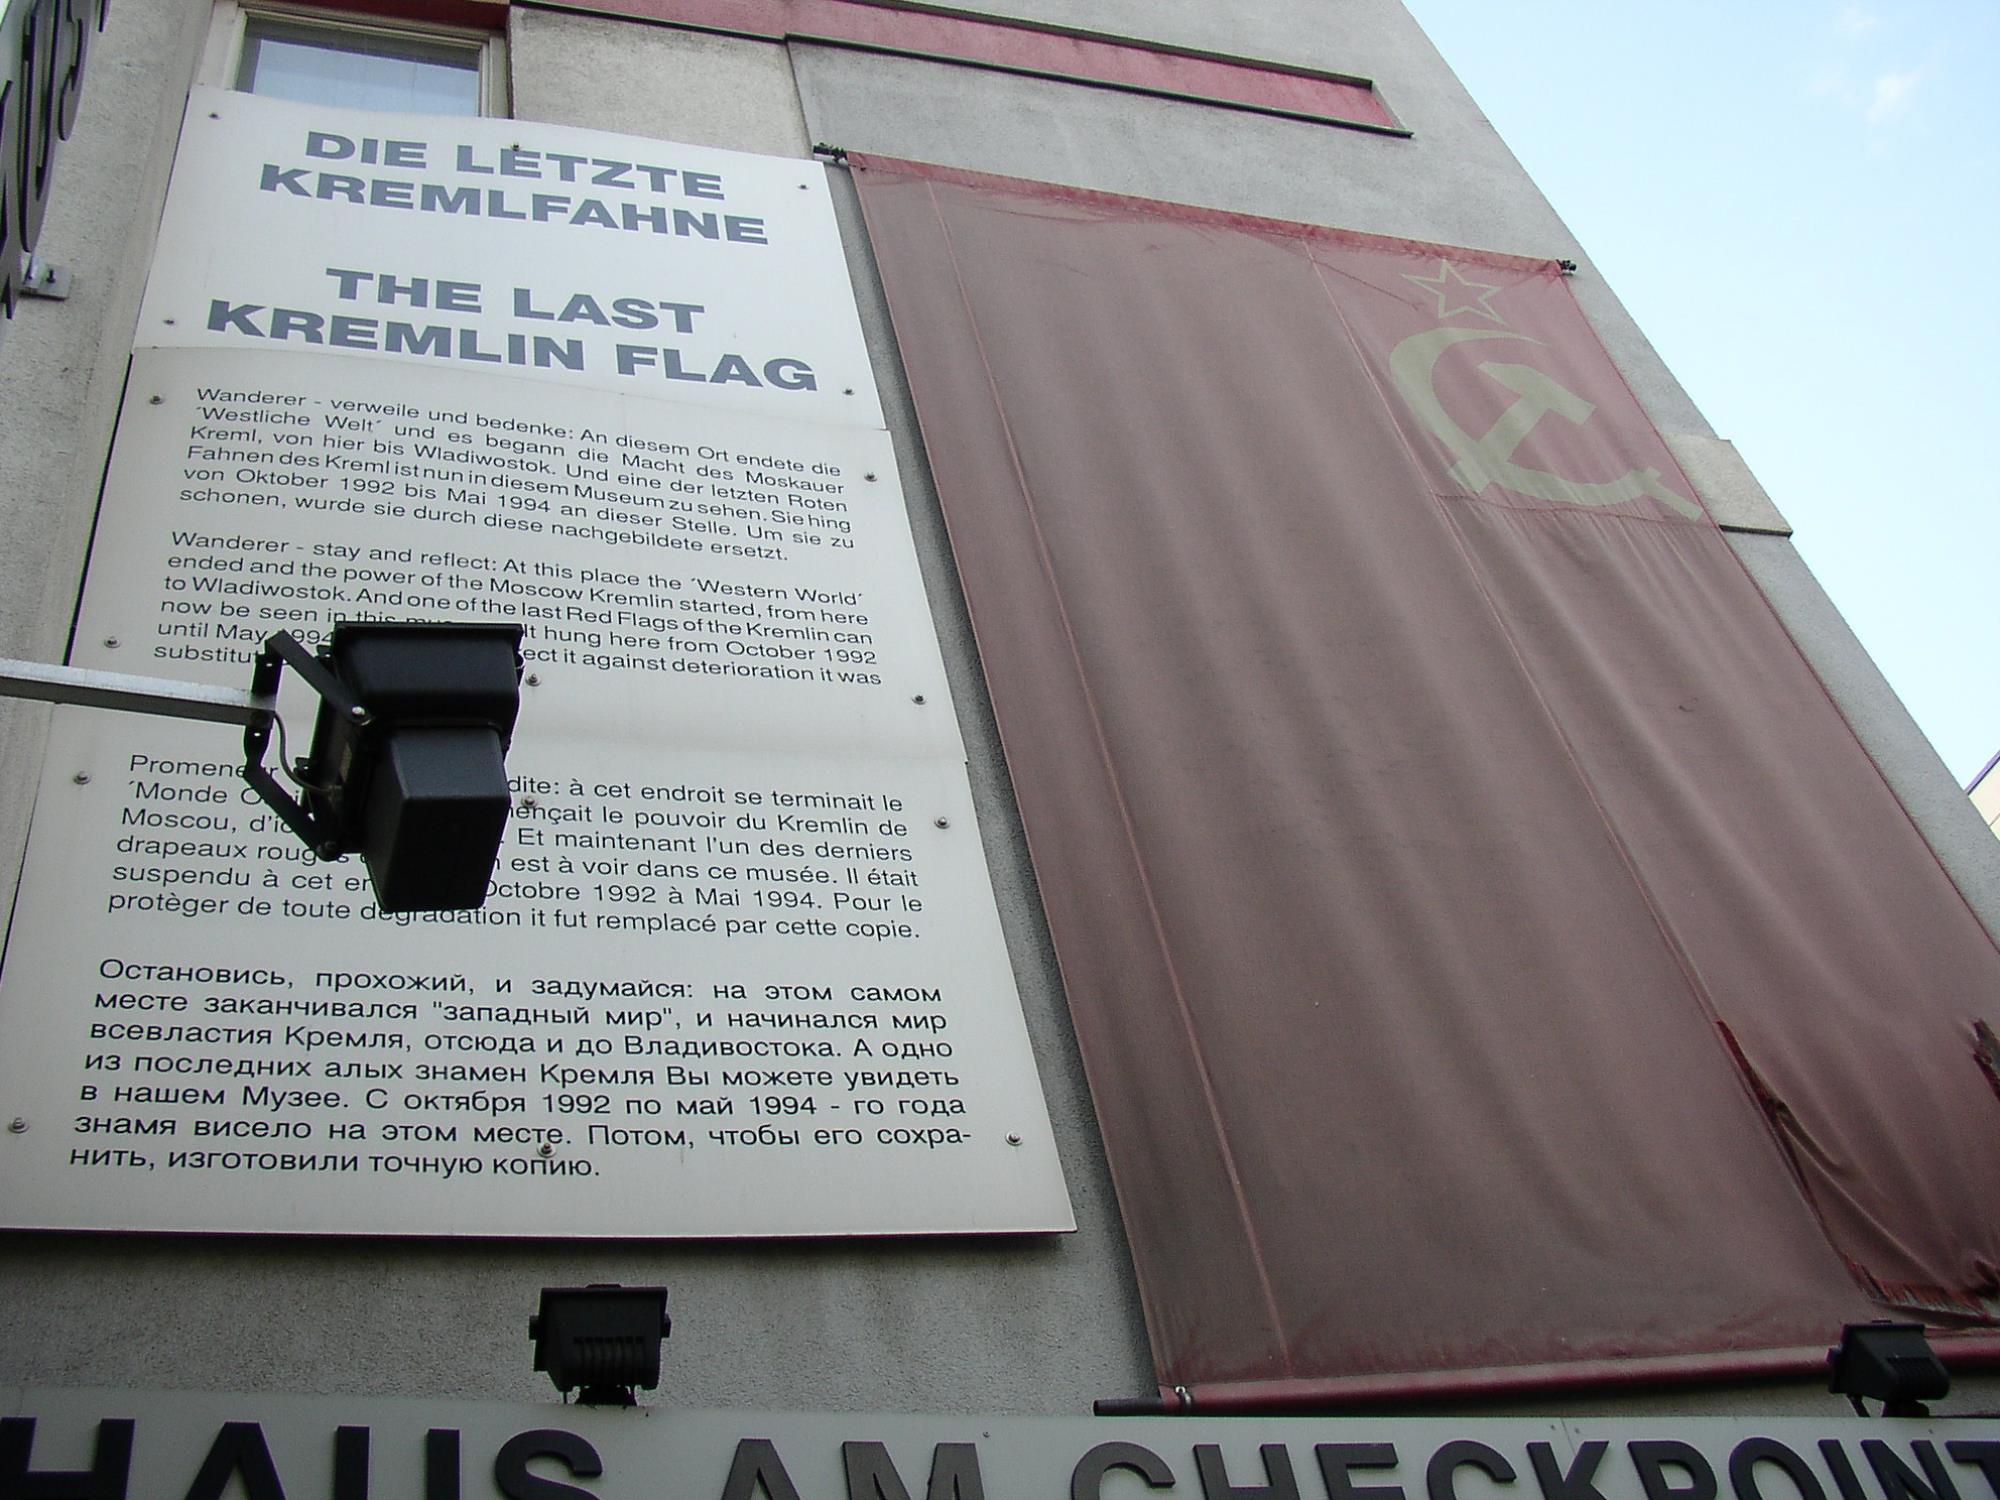 DIE LETZTE
KREMLFAHNE
THE LAST
KREMLIN FLAG
Wanderer - verweile und bedenke: An diesem Ort endete die
´Westliche Welt´ und es begann die Macht des Moskauer
Kreml, von hier bis Wladiwostok. Und eine der letzten Roten
Fahnen des Kreml ist nun in diesem Museum zu sehen. Sie hing
von Oktober 1992 bis Mai 1994 an dieser Stelle. Um sie zu
schonen, wurde sie durch diese nachgebildete ersetzt.
Wanderer - stay and reflect: At this place the ´Western World´
ended and the power of the Moscow Kremlin started, from here
to Wladiwostok. And one of the last Red Flags of the Kremlin can
now be seen in this It hung here from October 1992
until May 1994 it against deterioration it was
Promeneur à cet endroit se terminait le
´Monde le pouvoir du Kremlin de
Moscou, Et maintenant l'un des derniers
drapeaux rouges est à voir dans ce musée. Il était
suspendu à cet Octobre 1992 à Mai 1994. Pour le
protèger de toute dégradation it fut remplacé par cette copie.
Остановись, прохожий, и задумайся: на этом самом
месте заканчивался "западный мир", и начинался мир
всевластия Кремля, отсюда и до Владивостока. А одно
из последних алых знамен Кремля Вы можете увидеть
в нашем Музее. С октября 1992 по май 1994 - го года
знамя висело на этом месте. Потом, чтобы его сохра-
нить, изготовили точную копию.
HAUS AM CHECKPOINT